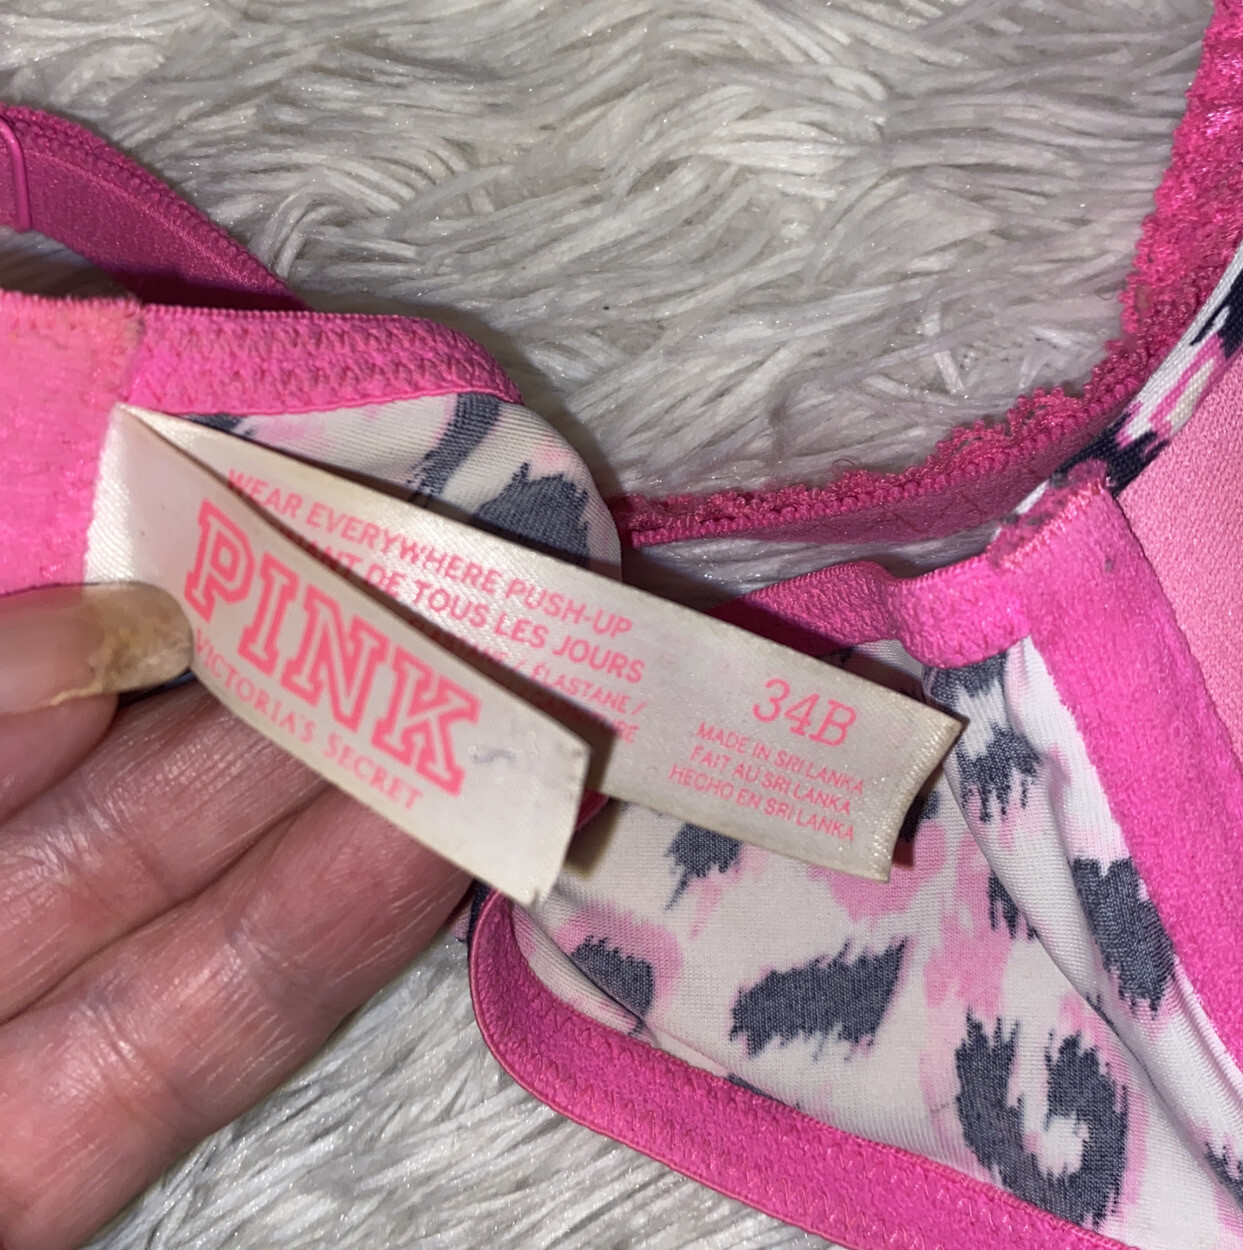 PINK
VICTORIA'S SECRET
WEAR EVERYWHERE PUSH-UP
DE TOUS LES JOURS
/ ÉLASTANE /
34B
MADE IN SRI LANKA
FAIT AU SRI LANKA
HECHO EN SRI LANKA